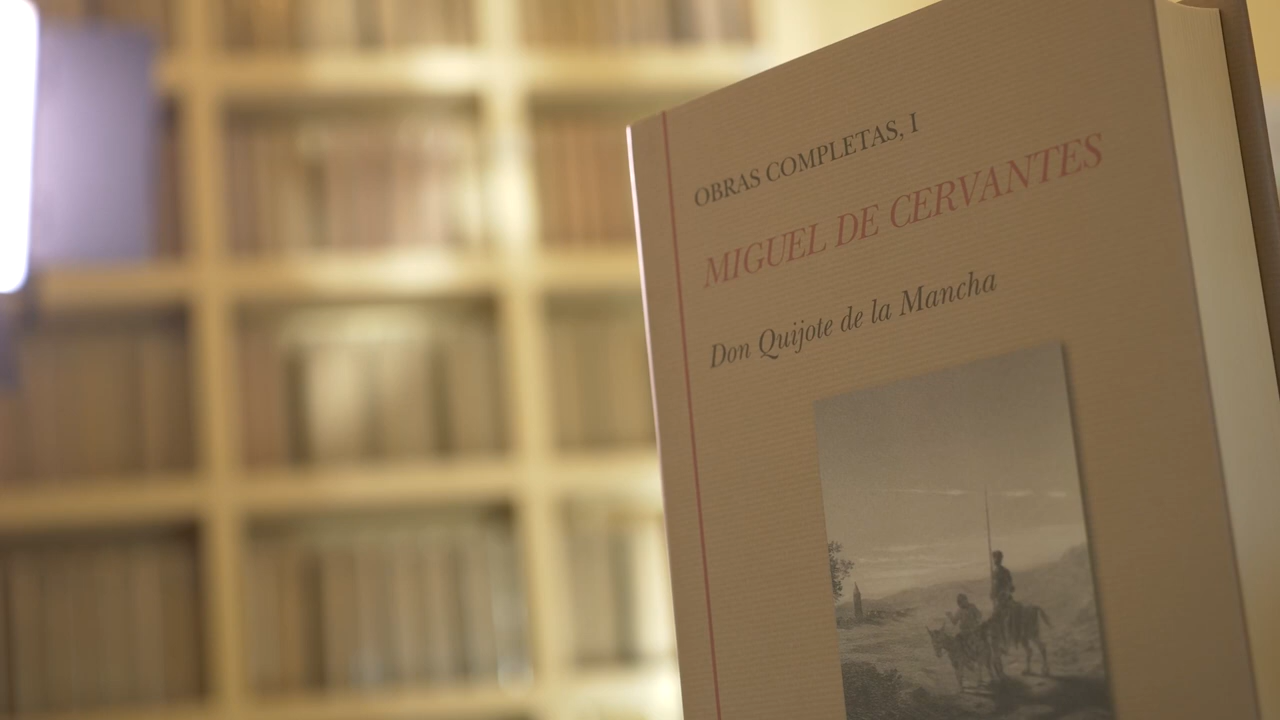 OBRAS COMPLETAS, I
MIGUEL DE CERVANTES
Don Quijote de la Mancha